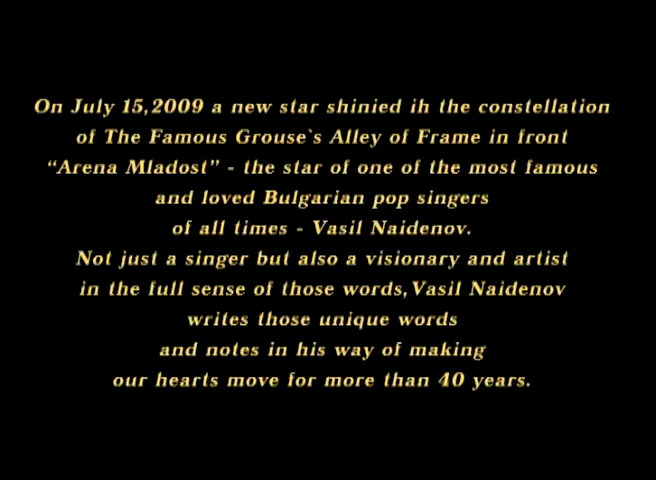 On July 15,2009 a new star shinied ih the constellation
of The Famous Grouse`s Alley of Frame in front
“Arena Mladost” - the star of one of the most famous
and loved Bulgarian pop singers
of all times - Vasil Naidenov.
Not just a singer but also a visionary and artist
in the full sense of those words,Vasil Naidenov
writes those unique words
and notes in his way of making
our hearts move for more than 40 years.